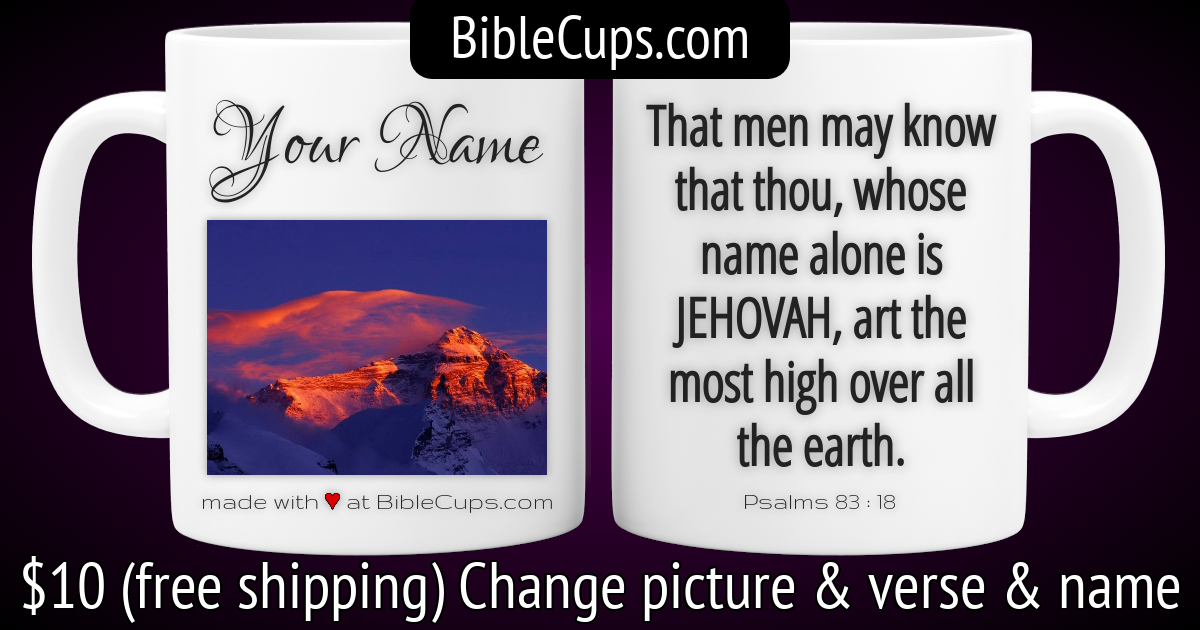 BibleCups.com
Your Name
made with ♥ at BibleCups.com
That men may know
that thou, whose
name alone is
JEHOVAH, art the
most high over all
the earth.
Psalms 83 : 18
$10 (free shipping) Change picture & verse & name